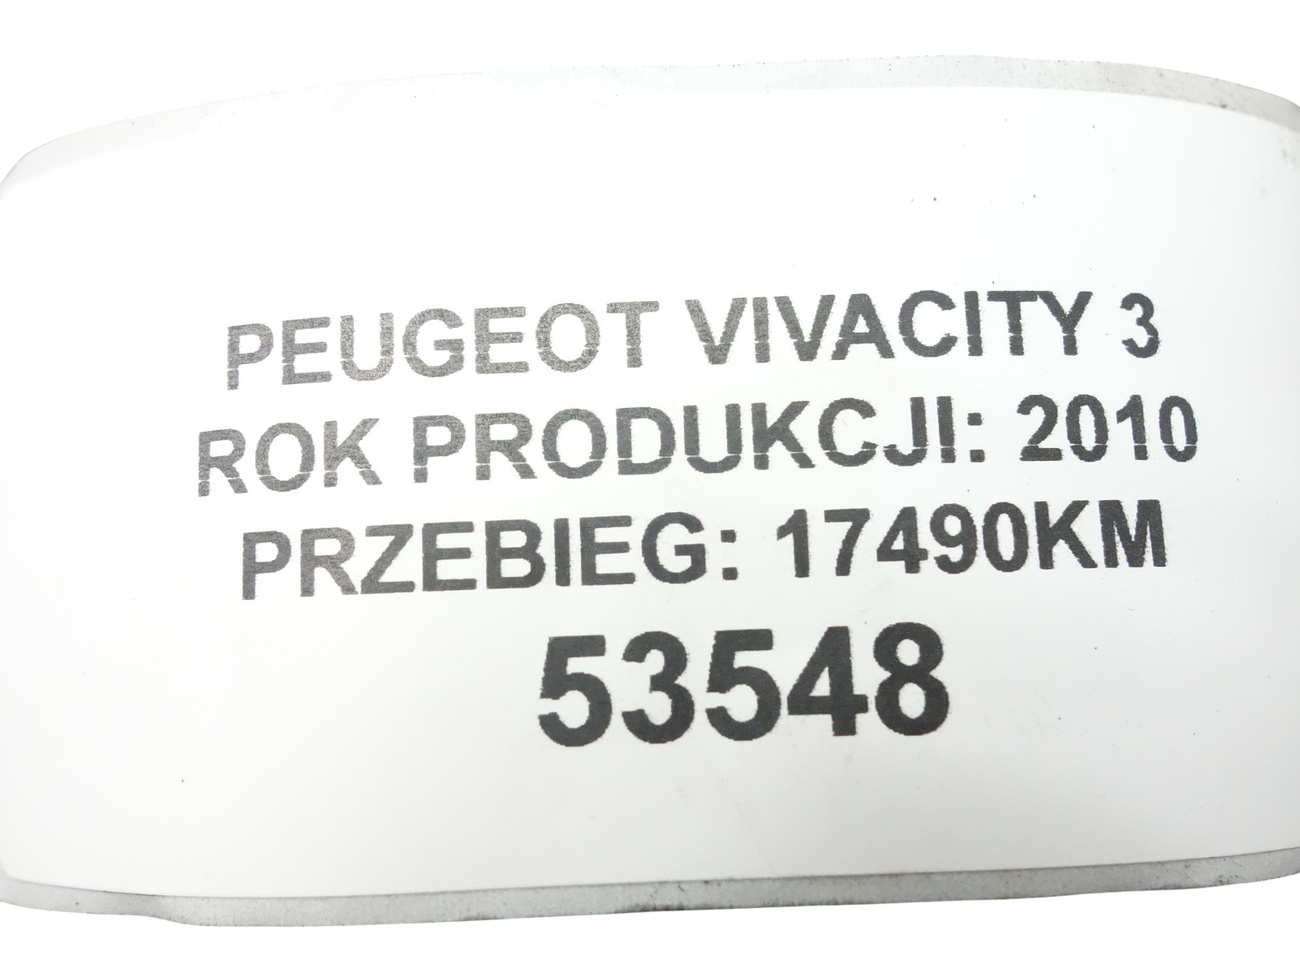 PEUGEOT VIVACITY 3
ROK PRODUKCJI: 2010
PRZEBIEG: 17490KM
53548